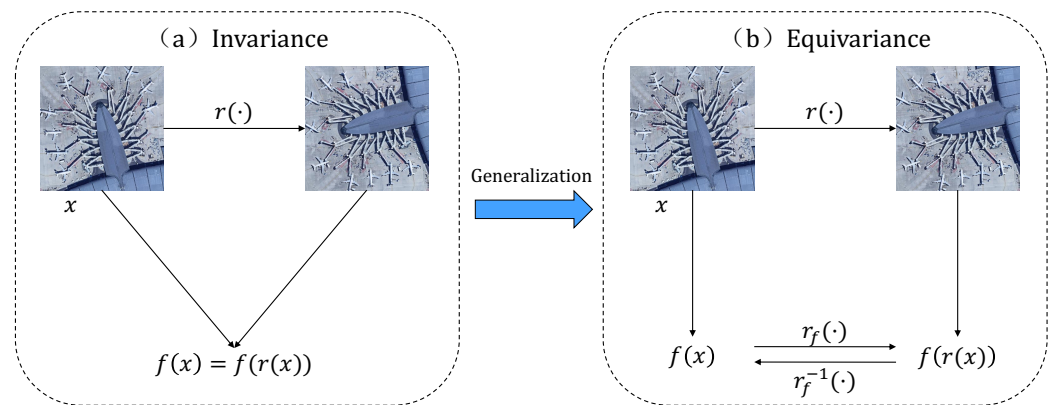 （a）Invariance
r(·)
x
f(x) = f(r(x))
Generalization
（b）Equivariance
r(·)
x
r_f(·)
f(x)
f(r(x))
r_f^{-1}(·)